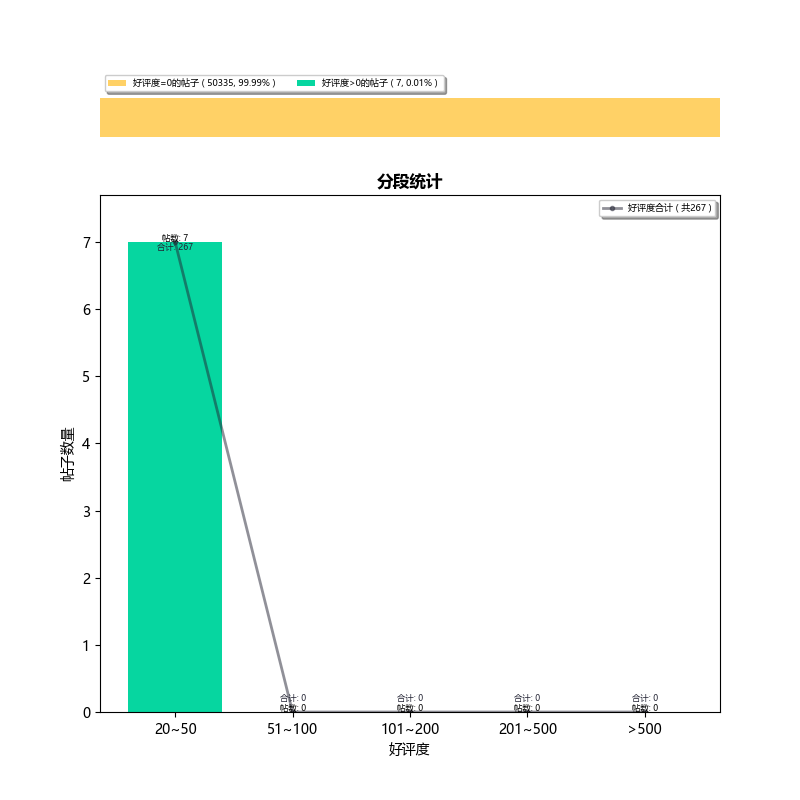 好评度=0的帖子 ( 50335, 99.99% )
好评度>0的帖子 ( 7, 0.01% )
分段统计
好评度合计 ( 共267 )
帖数: 7
合计: 267
7
6
5
4
3
2
1
0
帖子数量
合计: 0
帖数: 0
合计: 0
帖数: 0
合计: 0
帖数: 0
合计: 0
帖数: 0
20~50
51~100
101~200
201~500
>500
好评度